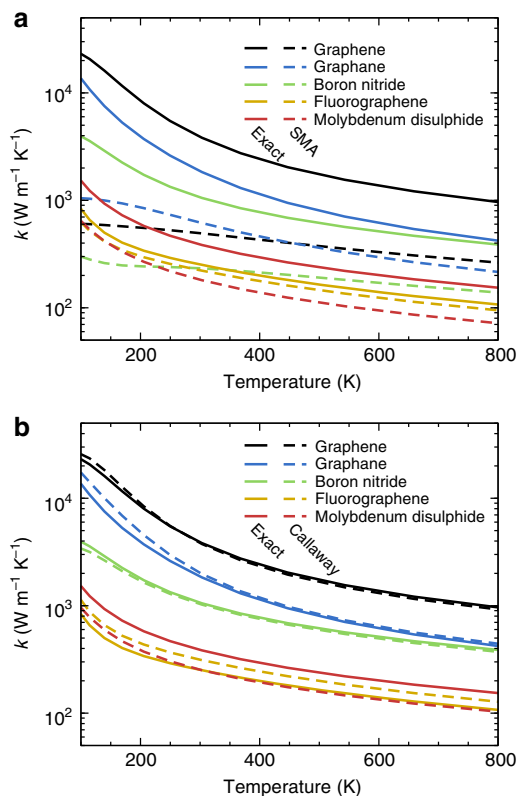 a
k (W m⁻¹ K⁻¹)
10⁴
10³
10²
Graphene
Graphane
Boron nitride
Fluorographene
Molybdenum disulphide
Exact SMA
200 400 600 800
Temperature (K)
b
k (W m⁻¹ K⁻¹)
10⁴
10³
10²
Graphene
Graphane
Boron nitride
Fluorographene
Molybdenum disulphide
Exact Callaway
200 400 600 800
Temperature (K)